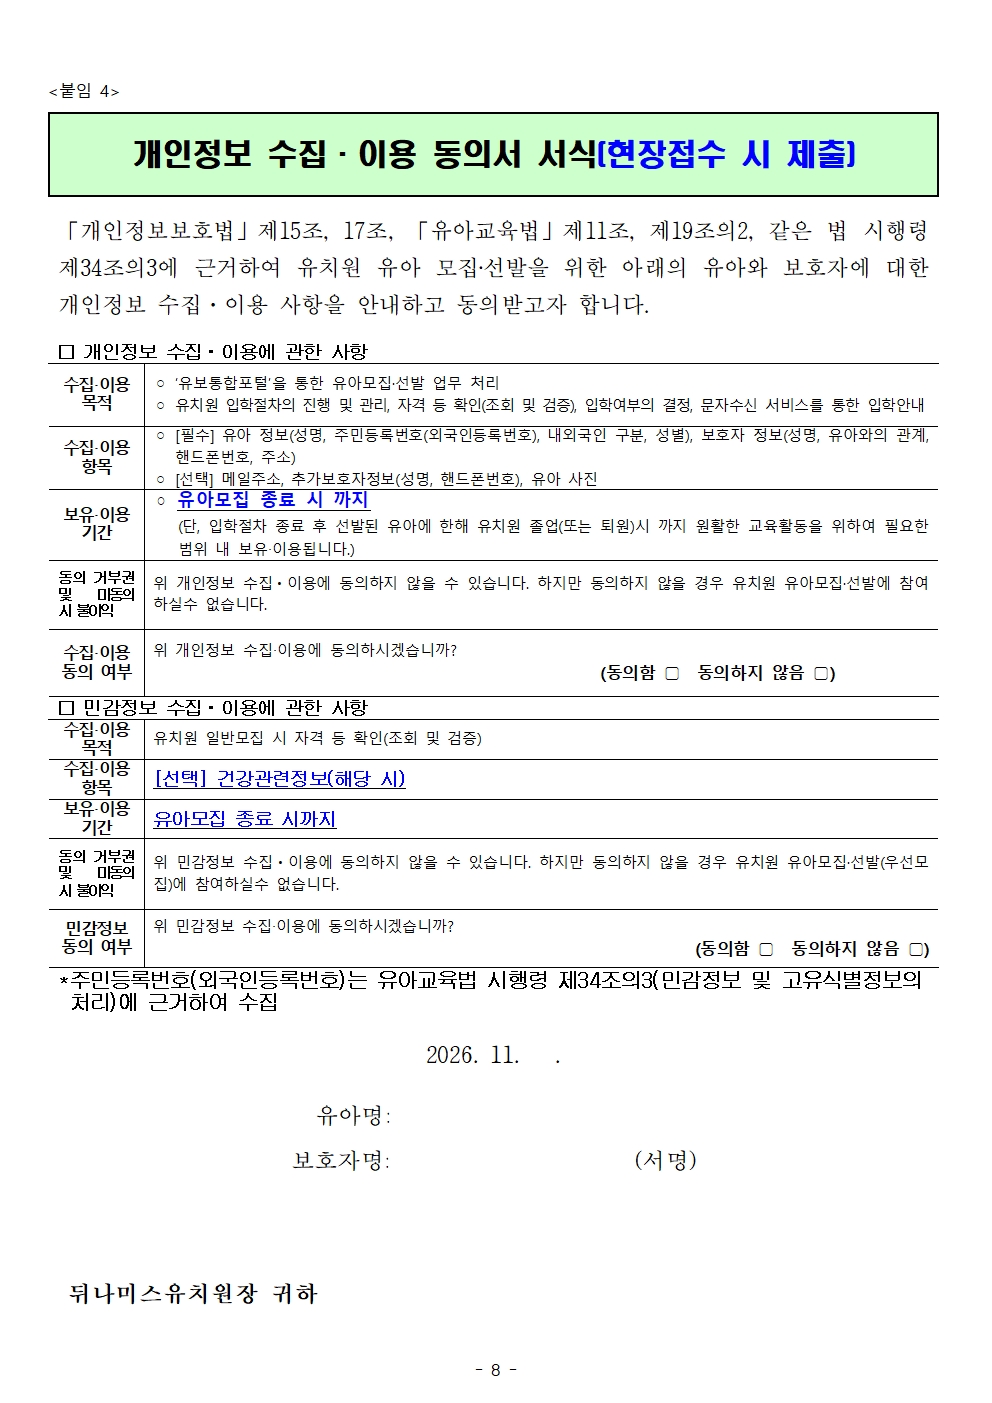 <붙임 4>
개인정보 수집·이용 동의서 서식(현장접수 시 제출)
「개인정보보호법」제15조, 17조, 「유아교육법」제11조, 제19조의2, 같은 법 시행령
제34조의3에 근거하여 유치원 유아 모집·선발을 위한 아래의 유아와 보호자에 대한
개인정보 수집·이용 사항을 안내하고 동의받고자 합니다.
□ 개인정보 수집·이용에 관한 사항
수집·이용
목적
○ '유보통합포털'을 통한 유아모집·선발 업무 처리
○ 유치원 입학절차의 진행 및 관리, 자격 등 확인(조회 및 검증), 입학여부의 결정, 문자수신 서비스를 통한 입학안내
수집·이용
항목
○ [필수] 유아 정보(성명, 주민등록번호(외국인등록번호), 내외국인 구분, 성별), 보호자 정보(성명, 유아와의 관계,
핸드폰번호, 주소)
○ [선택] 메일주소, 추가보호자정보(성명, 핸드폰번호), 유아 사진
보유·이용
기간
○ 유아모집 종료 시 까지
(단, 입학절차 종료 후 선발된 유아에 한해 유치원 졸업(또는 퇴원)시 까지 원활한 교육활동을 위하여 필요한
범위 내 보유·이용됩니다.)
동의 거부권
및 미동의
시 불이익
위 개인정보 수집·이용에 동의하지 않을 수 있습니다. 하지만 동의하지 않을 경우 유치원 유아모집·선발에 참여
하실수 없습니다.
수집·이용
동의 여부
위 개인정보 수집·이용에 동의하시겠습니까?
(동의함 □ 동의하지 않음 □)
□ 민감정보 수집·이용에 관한 사항
수집·이용
목적
유치원 일반모집 시 자격 등 확인(조회 및 검증)
수집·이용
항목
[선택] 건강관련정보(해당 시)
보유·이용
기간
유아모집 종료 시까지
동의 거부권
및 미동의
시 불이익
위 민감정보 수집·이용에 동의하지 않을 수 있습니다. 하지만 동의하지 않을 경우 유치원 유아모집·선발(우선모
집)에 참여하실수 없습니다.
민감정보
동의 여부
위 민감정보 수집·이용에 동의하시겠습니까?
(동의함 □ 동의하지 않음 □)
*주민등록번호(외국인등록번호)는 유아교육법 시행령 제34조의3(민감정보 및 고유식별정보의
처리)에 근거하여 수집
2026. 11. .
유아명:
보호자명: (서명)
뒤나미스유치원장 귀하
- 8 -